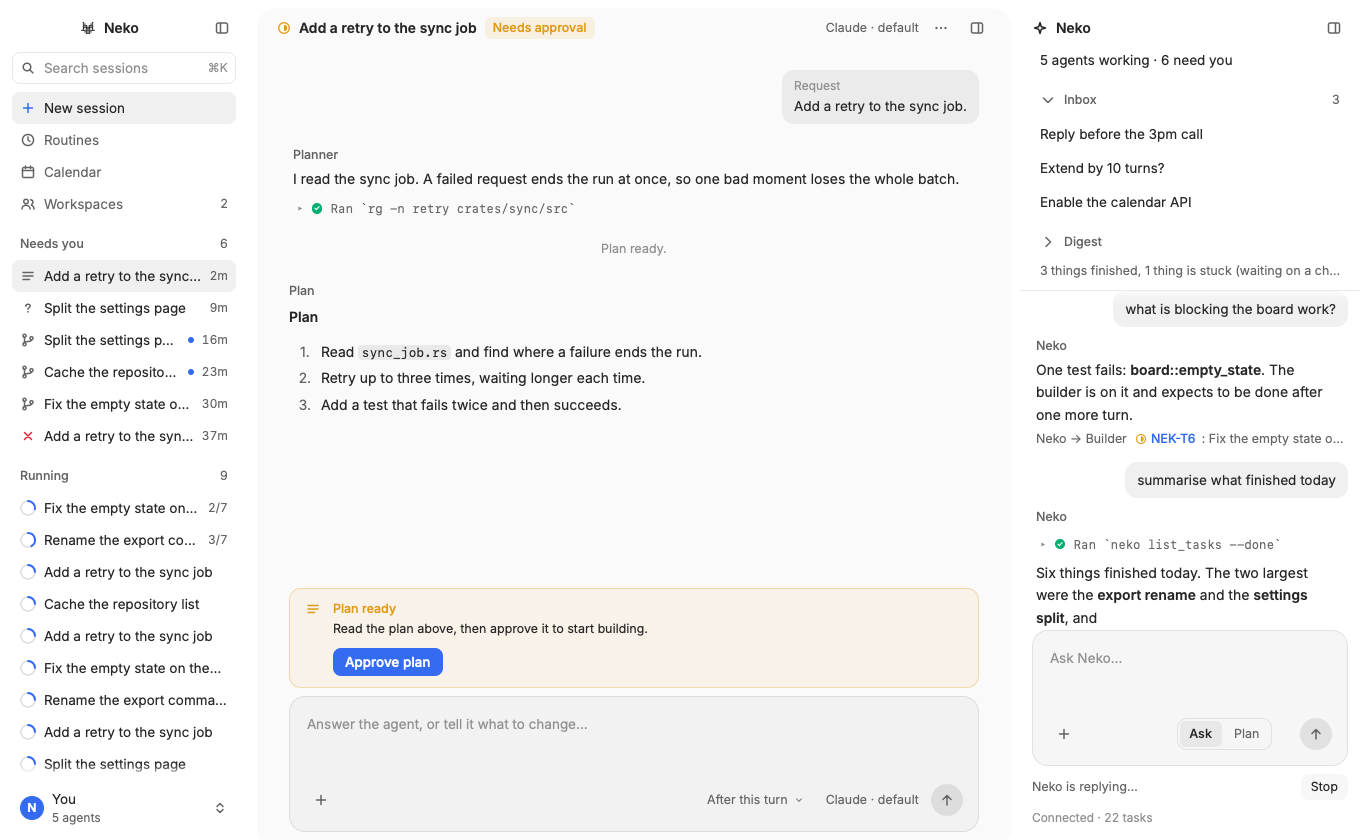 Neko
Search sessions ⌘K
New session
Routines
Calendar
Workspaces 2
Needs you 6
Add a retry to the sync... 2m
Split the settings page 9m
Split the settings p... 16m
Cache the reposito... 23m
Fix the empty state o... 30m
Add a retry to the syn... 37m
Running 9
Fix the empty state on... 2/7
Rename the export co... 3/7
Add a retry to the sync job
Cache the repository list
Add a retry to the sync job
Fix the empty state on the...
Rename the export comma...
Add a retry to the sync job
Split the settings page
N
You
5 agents
Add a retry to the sync job Needs approval Claude · default
Request
Add a retry to the sync job.
Planner
I read the sync job. A failed request ends the run at once, so one bad moment loses the whole batch.
Ran `rg -n retry crates/sync/src`
Plan ready.
Plan
Plan
1. Read sync_job.rs and find where a failure ends the run.
2. Retry up to three times, waiting longer each time.
3. Add a test that fails twice and then succeeds.
Plan ready
Read the plan above, then approve it to start building.
Approve plan
Answer the agent, or tell it what to change...
After this turn Claude · default
Neko
5 agents working · 6 need you
Inbox 3
Reply before the 3pm call
Extend by 10 turns?
Enable the calendar API
Digest
3 things finished, 1 thing is stuck (waiting on a ch...
what is blocking the board work?
Neko
One test fails: board::empty_state. The
builder is on it and expects to be done after
one more turn.
Neko → Builder NEK-T6 : Fix the empty state o...
summarise what finished today
Neko
Ran `neko list_tasks --done`
Six things finished today. The two largest
were the export rename and the settings
split, and
Ask Neko...
Ask Plan
Neko is replying... Stop
Connected · 22 tasks